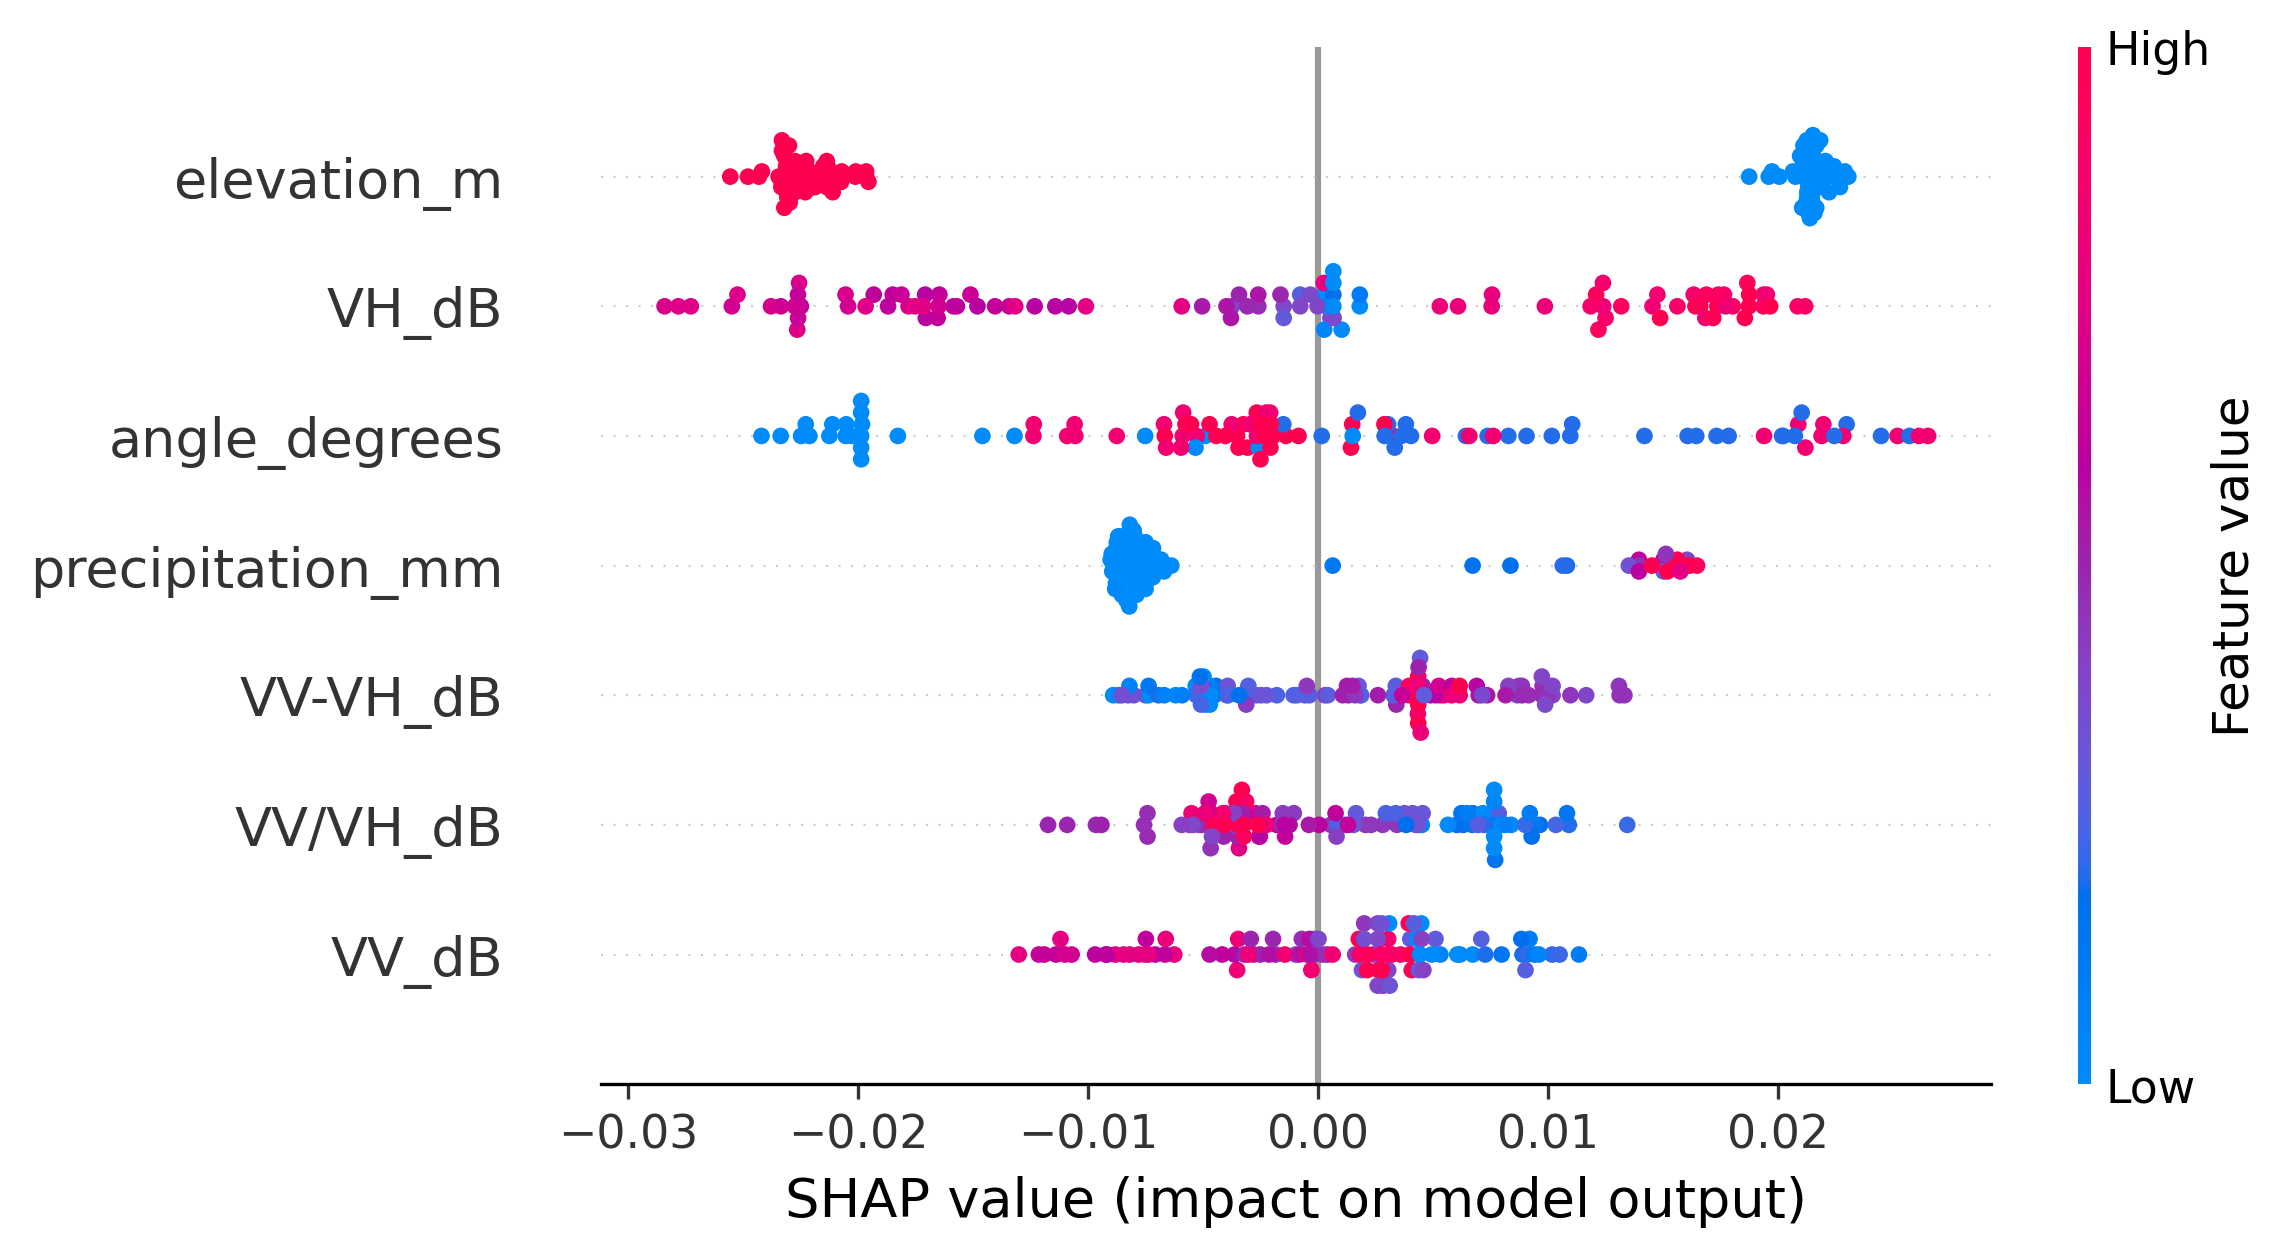 High
elevation_m
VH_dB
angle_degrees
precipitation_mm
VV-VH_dB
VV/VH_dB
VV_dB
Feature value
Low
−0.03 −0.02 −0.01 0.00 0.01 0.02
SHAP value (impact on model output)